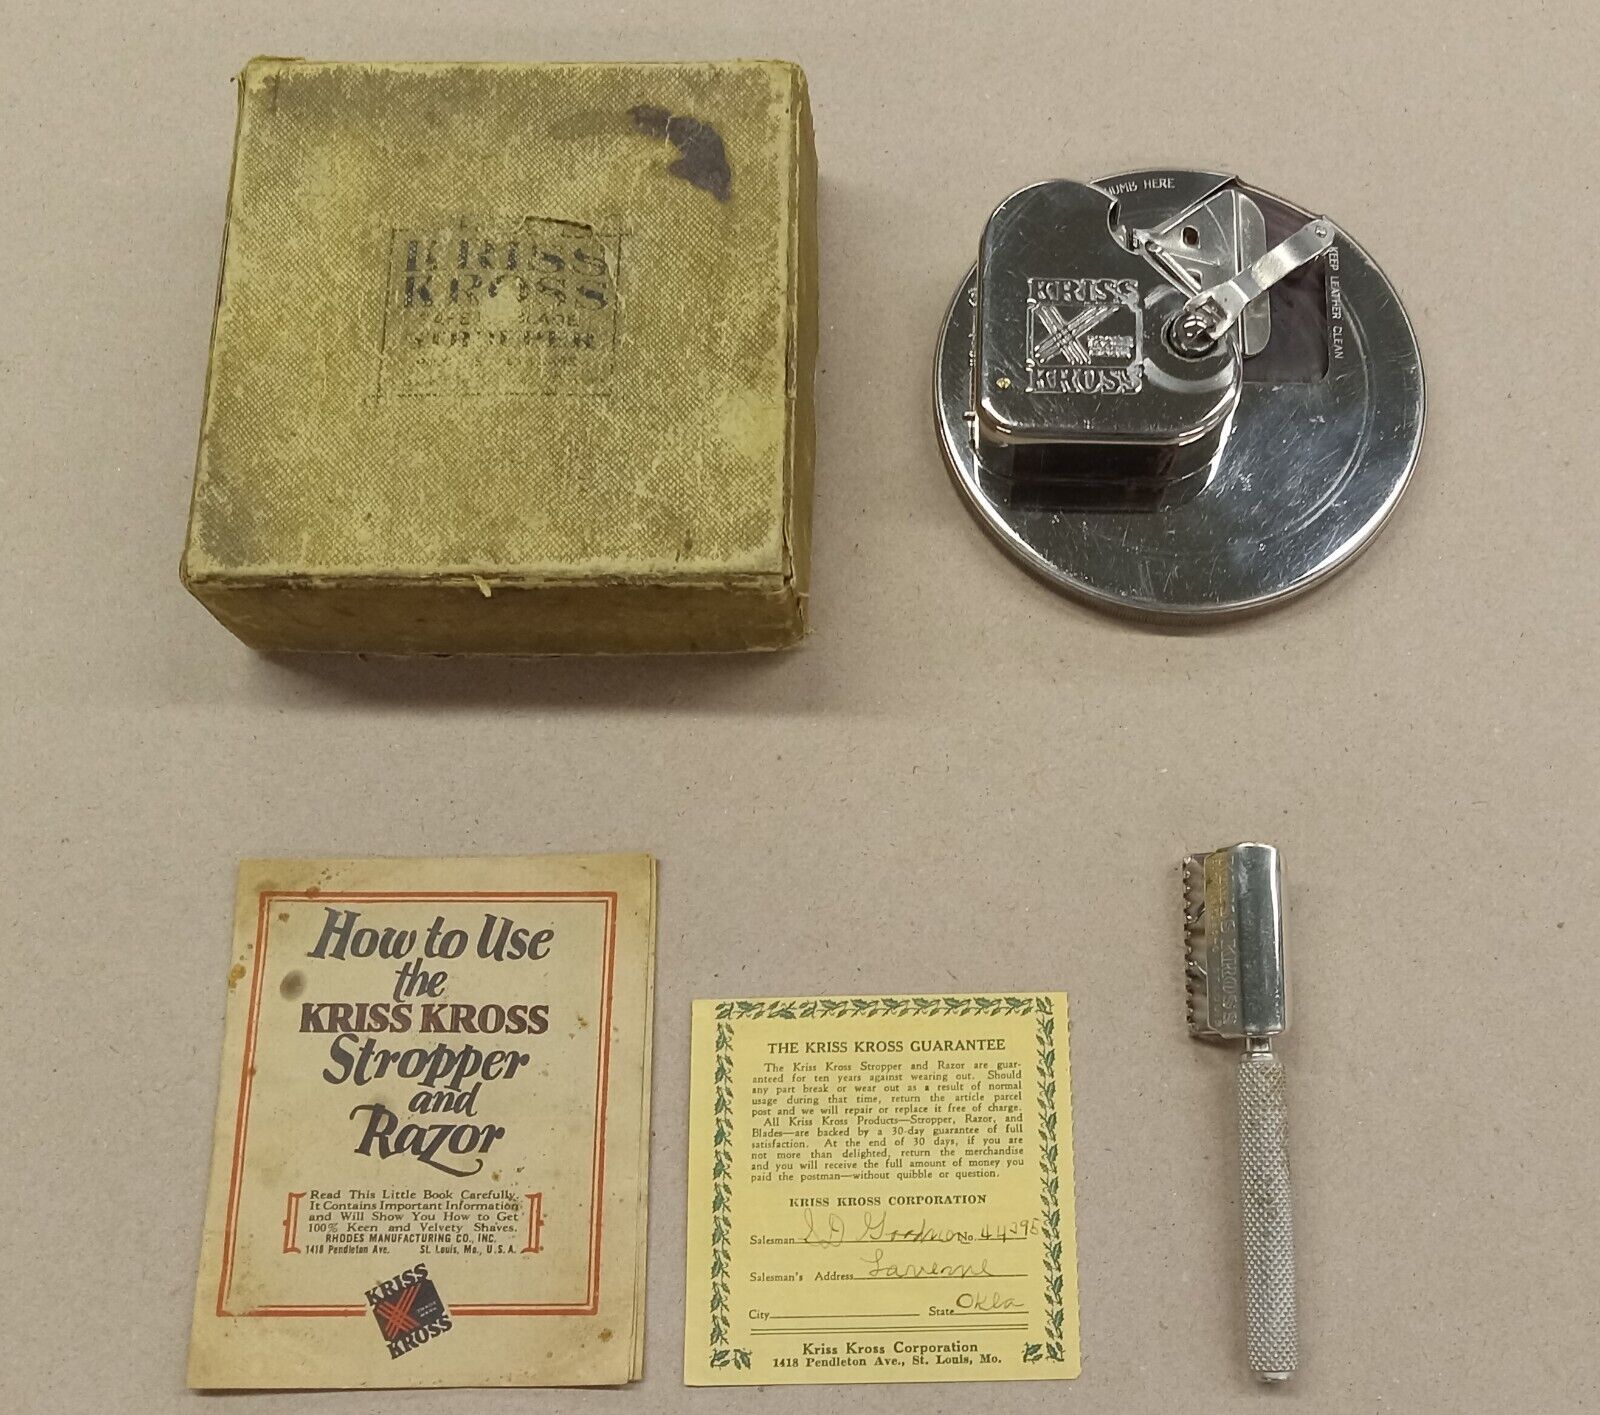 KRISS
KROSS
THUMB HERE
KEEP LEATHER CLEAN
KRISS
KROSS
How to Use
the
KRISS KROSS
Stropper
and
Razor
Read This Little Book Carefully.
It Contains Important Information
and Will Show You How to Get
100% Keen and Velvety Shaves.
RHODES MANUFACTURING CO., INC.
1418 Pendleton Ave. St. Louis, Mo., U.S.A.
KRISS
TRADE
MARK
KROSS
THE KRISS KROSS GUARANTEE
The Kriss Kross Stropper and Razor are guar-
anteed for ten years against wearing out. Should
any part break or wear out as a result of normal
usage during that time, return the article parcel
post and we will repair or replace it free of charge.
All Kriss Kross Products—Stropper, Razor, and
Blades—are backed by a 30-day guarantee of full
satisfaction. At the end of 30 days, if you are
not more than delighted, return the merchandise
and you will receive the full amount of money you
paid the postman—without quibble or question.
KRISS KROSS CORPORATION
Salesman S D Goodman No. 44295
Salesman's Address Laverne
City State Okla
Kriss Kross Corporation
1418 Pendleton Ave., St. Louis, Mo.
KRISS KROSS